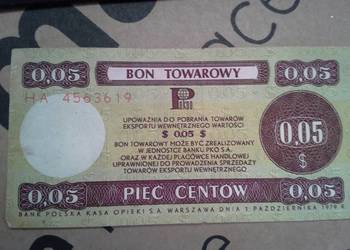 0,05 BON TOWAROWY 0,05
HA 4563619
Pekao
UPOWAŻNIA DO POBRANIA TOWARÓW
EKSPORTU WEWNĘTRZNEGO WARTOŚCI
$ 0.05 $
BON TOWAROWY MOŻE BYĆ ZREALIZOWANY
W JEDNOSTCE BANKU PKO S.A.
ORAZ W KAŻDEJ PLACÓWCE HANDLOWEJ
UPRAWNIONEJ DO PROWADZENIA SPRZEDAŻY
TOWARÓW EKSPORTU WEWNĘTRZNEGO
$
0,05
$
0,05 PIĘĆ CENTÓW 0,05
BANK POLSKA KASA OPIEKI S.A. WARSZAWA DNIA 1 PAŹDZIERNIKA 1979 R.